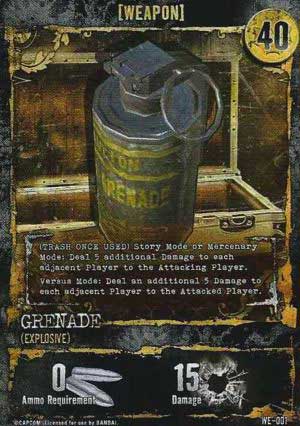 [WEAPON]
40
GRENADE
(TRASH ONCE USED) Story Mode or Mercenary
Mode: Deal 5 additional Damage to each
adjacent Player to the Attacking Player.
Versus Mode: Deal an additional 5 Damage to
each adjacent Player to the Attacked Player.
GRENADE
(EXPLOSIVE)
0
Ammo Requirement
15
Damage
©CAPCOM Licensed for use by BANDAI.
WE-001